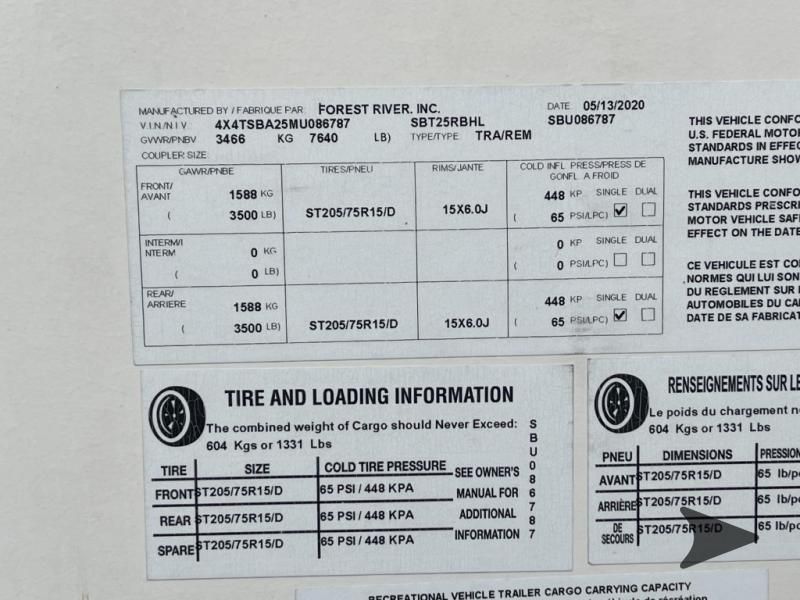 MANUFACTURED BY / FABRIQUE PAR: FOREST RIVER, INC. DATE 05/13/2020
V.I.N/N I V 4X4TSBA25MU086787 SBT25RBHL SBU086787
GVWR/PNBV 3466 KG 7640 LB) TYPE/TYPE TRA/REM
COUPLER SIZE
GAWR/PNBE TIRES/PNEU RIMS/JANTE COLD INFL PRESS/PRESS DE
GONFL A FROID
FRONT/
AVANT 1588 KG 448 KP SINGLE DUAL
( 3500 LB) ST205/75R15/D 15X6.0J ( 65 PSI/LPC)
INTERM/I
NTERM 0 KG 0 KP SINGLE DUAL
( 0 LB) ( 0 PSI/LPC)
REAR/
ARRIERE 1588 KG 448 KP SINGLE DUAL
( 3500 LB) ST205/75R15/D 15X6.0J ( 65 PSI/LPC)
THIS VEHICLE CONFO
U.S. FEDERAL MOTOR
STANDARDS IN EFFEC
MANUFACTURE SHOW
THIS VEHICLE CONFO
STANDARDS PRESCRI
MOTOR VEHICLE SAF
EFFECT ON THE DATE
CE VEHICULE EST CO
NORMES QUI LUI SON
DU REGLEMENT SUR
AUTOMOBILES DU CA
DATE DE SA FABRICAT
TIRE AND LOADING INFORMATION
The combined weight of Cargo should Never Exceed:
604 Kgs or 1331 Lbs
TIRE SIZE COLD TIRE PRESSURE
FRONT ST205/75R15/D 65 PSI / 448 KPA
REAR ST205/75R15/D 65 PSI / 448 KPA
SPARE ST205/75R15/D 65 PSI / 448 KPA
SEE OWNER'S
MANUAL FOR
ADDITIONAL
INFORMATION
SBU086787
RENSEIGNEMENTS SUR LE
Le poids du chargement n
604 Kgs or 1331 Lbs
PNEU DIMENSIONS PRESSION
AVANT ST205/75R15/D 65 lb/po
ARRIÈRE ST205/75R15/D 65 lb/po
DE
SECOURS ST205/75R15/D 65 lb/po
RECREATIONAL VEHICLE TRAILER CARGO CARRYING CAPACITY